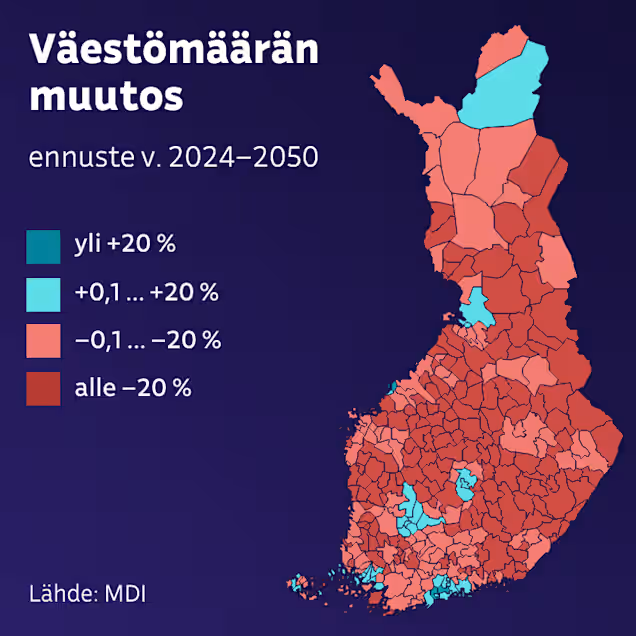 Väestömäärän
muutos
ennuste v. 2024–2050
yli +20 %
+0,1 ... +20 %
–0,1 ... –20 %
alle –20 %
Lähde: MDI